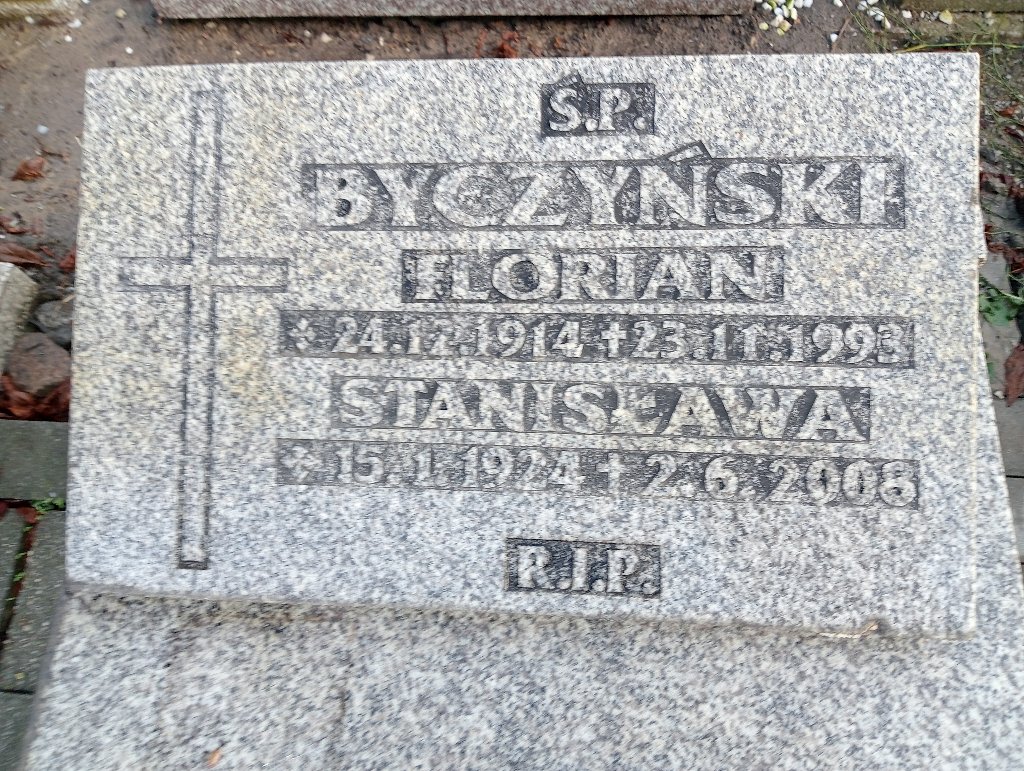 Ś.P.
BYCZYŃSKI
FLORIAN
* 24.12.1914 †23.11.1993
STANISŁAWA
* 15.1.1924 † 2.6.2008
R.I.P.